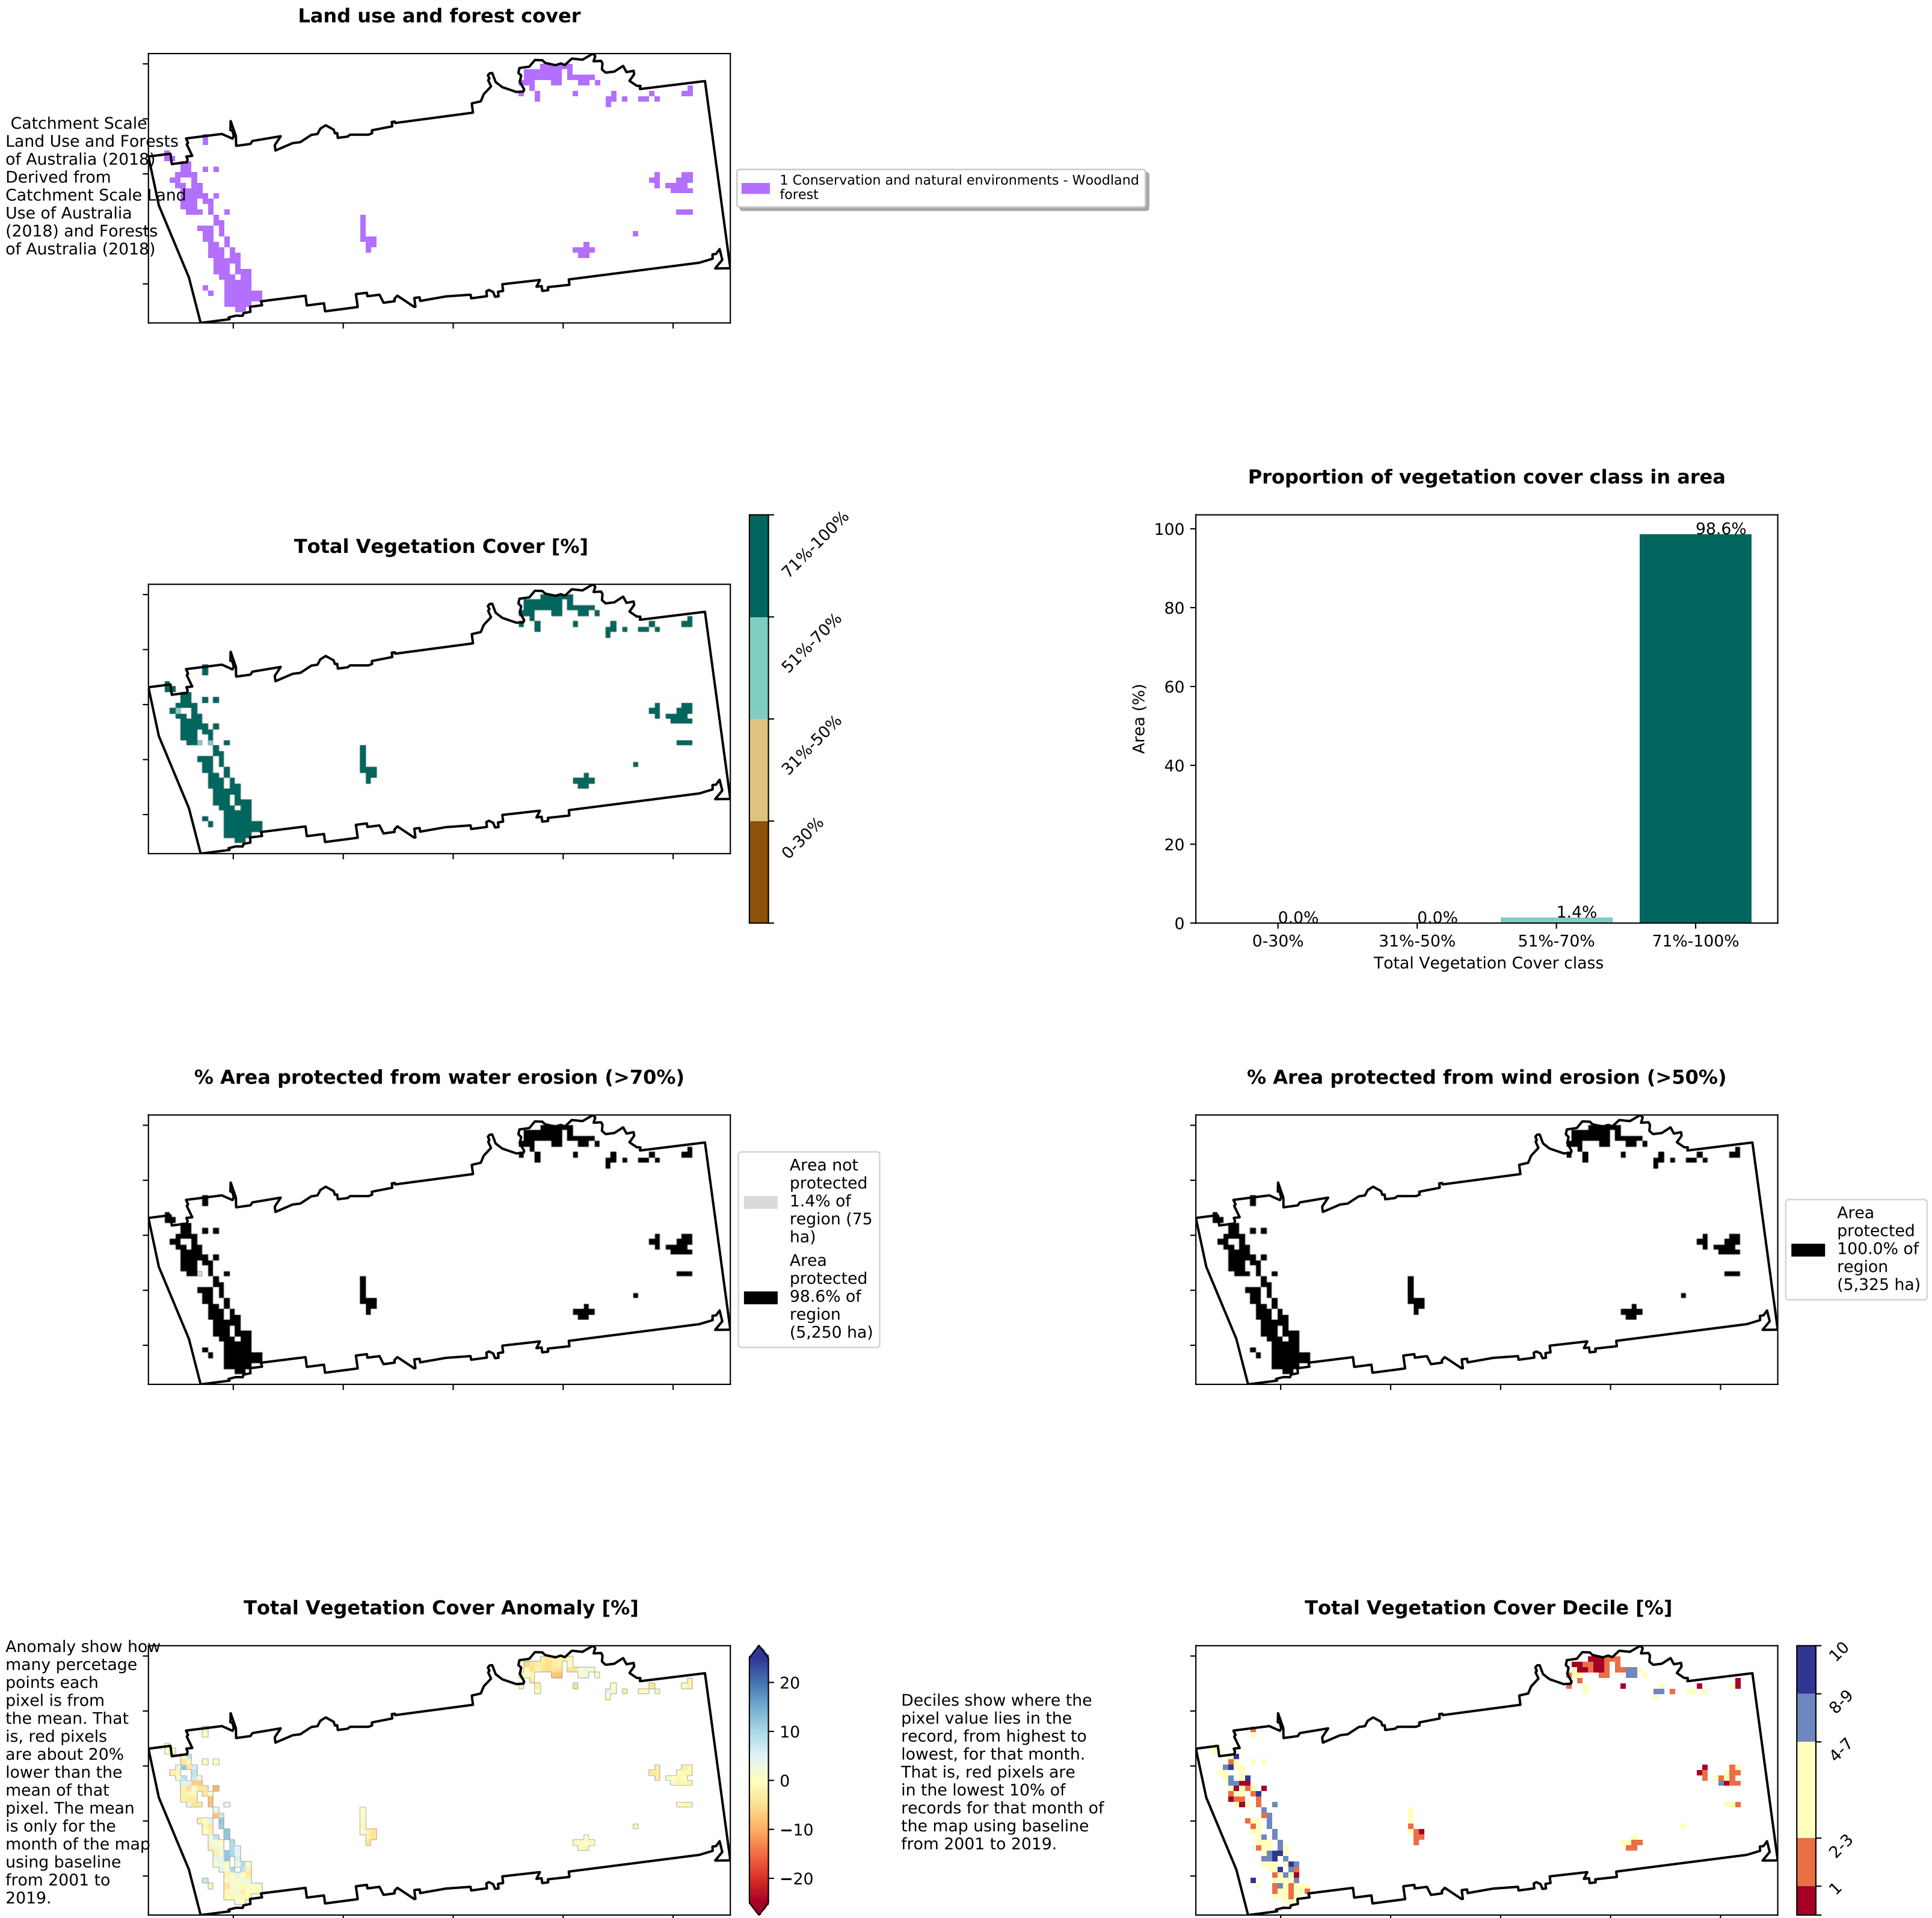 Land use and forest cover
Catchment Scale
Land Use and Forests
of Australia (2018)
Derived from
Catchment Scale Land
Use of Australia
(2018) and Forests
of Australia (2018)
1 Conservation and natural environments - Woodland
forest
Total Vegetation Cover [%]
71%-100%
51%-70%
31%-50%
0-30%
Proportion of vegetation cover class in area
Area (%)
100
80
60
40
20
0
0.0%
0.0%
1.4%
98.6%
0-30%
31%-50%
51%-70%
71%-100%
Total Vegetation Cover class
% Area protected from water erosion (>70%)
Area not
protected
1.4% of
region (75
ha)
Area
protected
98.6% of
region
(5,250 ha)
% Area protected from wind erosion (>50%)
Area
protected
100.0% of
region
(5,325 ha)
Total Vegetation Cover Anomaly [%]
Anomaly show how
many percetage
points each
pixel is from
the mean. That
is, red pixels
are about 20%
lower than the
mean of that
pixel. The mean
is only for the
month of the map
using baseline
from 2001 to
2019.
20
10
0
−10
−20
Deciles show where the
pixel value lies in the
record, from highest to
lowest, for that month.
That is, red pixels are
in the lowest 10% of
records for that month of
the map using baseline
from 2001 to 2019.
Total Vegetation Cover Decile [%]
10
8-9
4-7
2-3
1